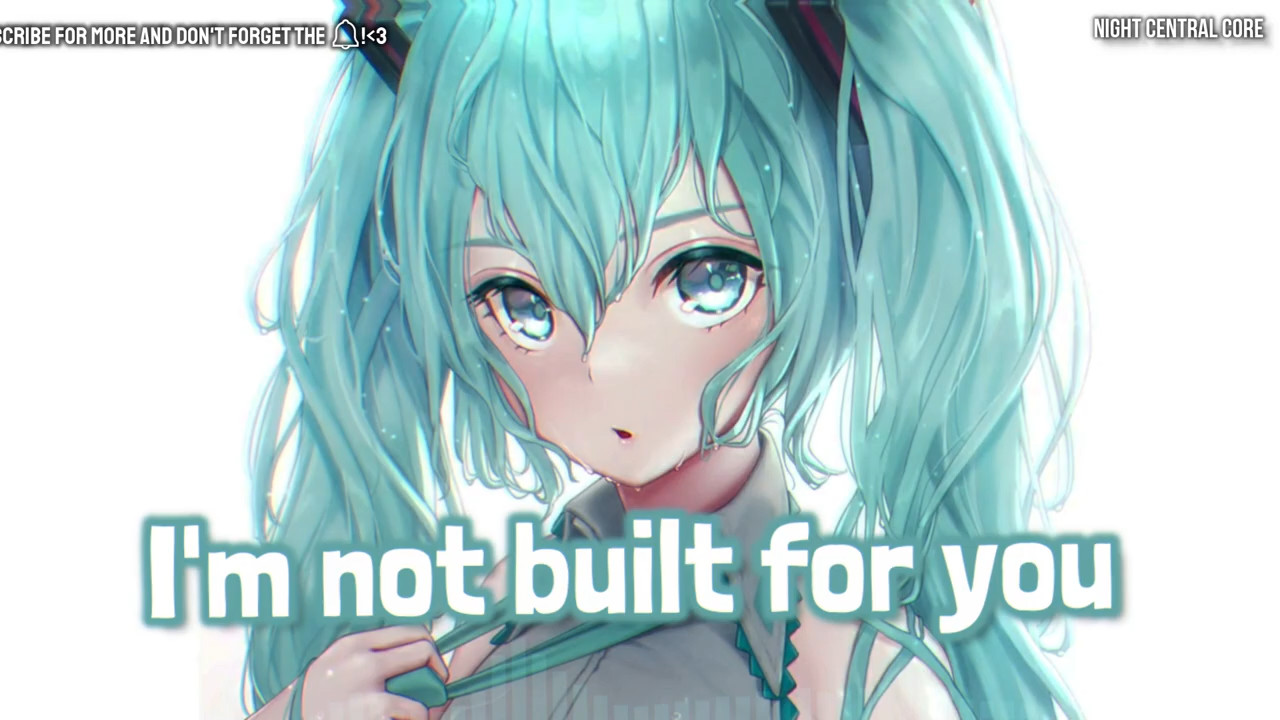 CRIBE FOR MORE AND DON'T FORGET THE 🔔!<3
NIGHT CENTRAL CORE
I'm not built for you